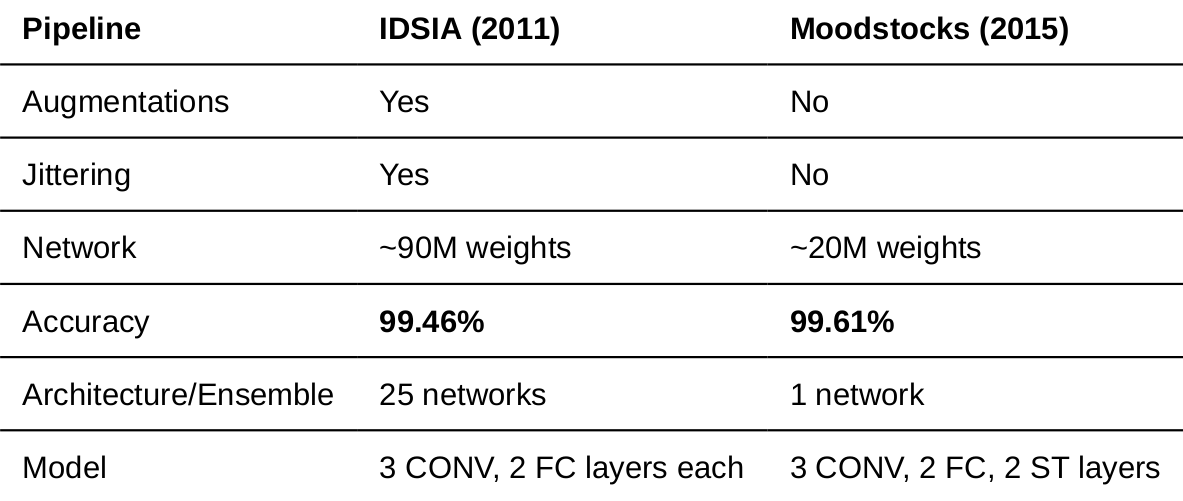 Pipeline IDSIA (2011) Moodstocks (2015)
Augmentations Yes No
Jittering Yes No
Network ~90M weights ~20M weights
Accuracy 99.46% 99.61%
Architecture/Ensemble 25 networks 1 network
Model 3 CONV, 2 FC layers each 3 CONV, 2 FC, 2 ST layers